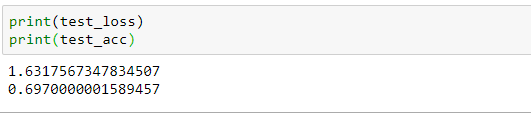 print(test_loss)
print(test_acc)
1.6317567347834507
0.6970000001589457